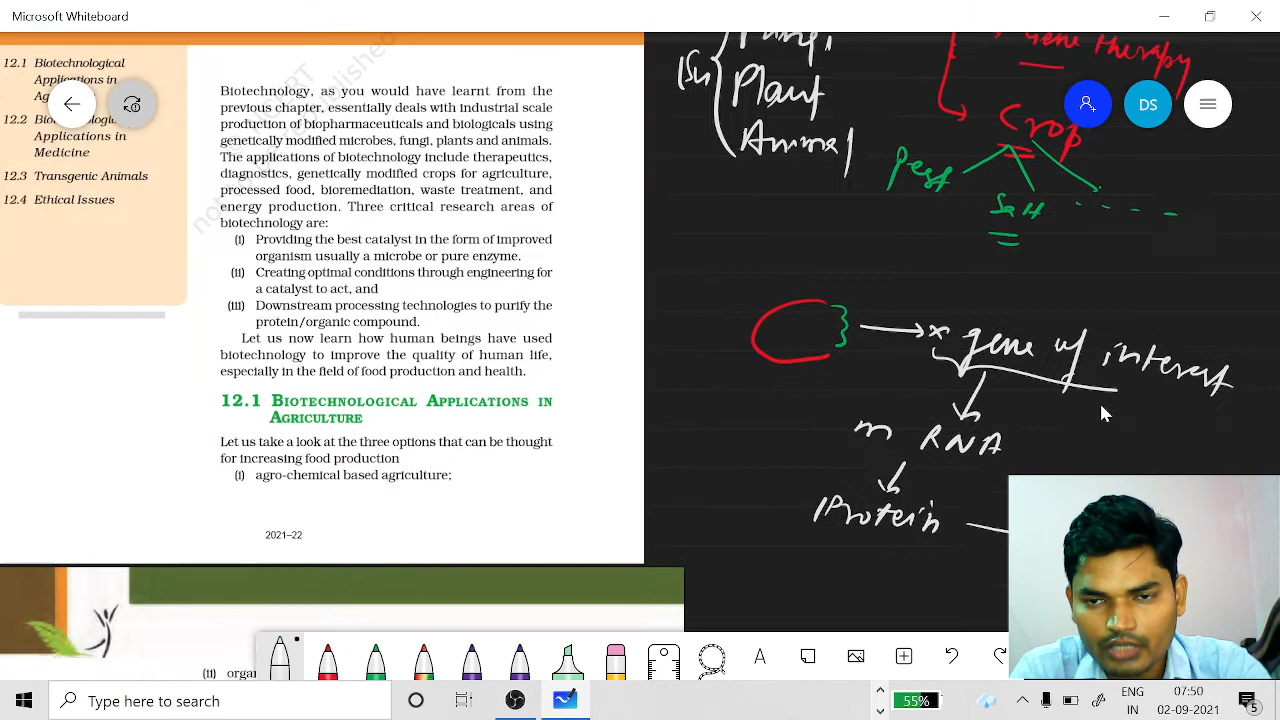 Microsoft Whiteboard
12.1 Biotechnological
Applications in
12.2
Applications in
Medicine
12.3 Transgenic Animals
12.4 Ethical Issues
Biotechnology, as you would have learnt from the
previous chapter, essentially deals with industrial scale
production of biopharmaceuticals and biologicals using
genetically modified microbes, fungi, plants and animals.
The applications of biotechnology include therapeutics,
diagnostics, genetically modified crops for agriculture,
processed food, bioremediation, waste treatment, and
energy production. Three critical research areas of
biotechnology are:
(i) Providing the best catalyst in the form of improved
organism usually a microbe or pure enzyme.
(ii) Creating optimal conditions through engineering for
a catalyst to act, and
(iii) Downstream processing technologies to purify the
protein/organic compound.
Let us now learn how human beings have used
biotechnology to improve the quality of human life,
especially in the field of food production and health.
12.1 BIOTECHNOLOGICAL APPLICATIONS IN
AGRICULTURE
Let us take a look at the three options that can be thought
for increasing food production
(i) agro-chemical based agriculture;
2021–22
(ii)
Fungi,
Plant
Animal
Gene therapy
Crop
Pest
Salt
DS
x gene of interest
m RNA
Protein
Type here to search
55%
ENG
IN
07:50
02-09-2021
5